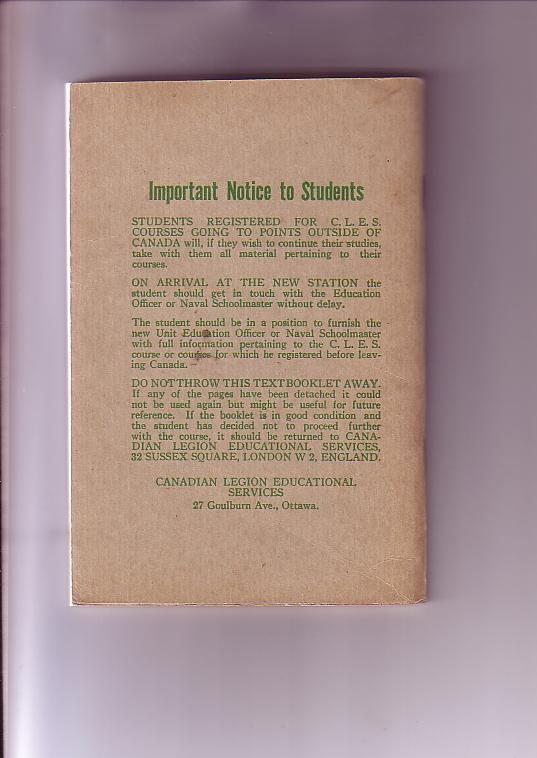 Important Notice to Students
STUDENTS REGISTERED FOR C. L. E. S.
COURSES GOING TO POINTS OUTSIDE OF
CANADA will, if they wish to continue their studies,
take with them all material pertaining to their
courses.
ON ARRIVAL AT THE NEW STATION the
student should get in touch with the Education
Officer or Naval Schoolmaster without delay.
The student should be in a position to furnish the
new Unit Education Officer or Naval Schoolmaster
with full information pertaining to the C. L. E. S.
course or courses for which he registered before leav-
ing Canada.
DO NOT THROW THIS TEXTBOOKLET AWAY.
If any of the pages have been detached it could
not be used again but might be useful for future
reference. If the booklet is in good condition and
the student has decided not to proceed further
with the course, it should be returned to CANA-
DIAN LEGION EDUCATIONAL SERVICES,
32 SUSSEX SQUARE, LONDON W 2, ENGLAND.
CANADIAN LEGION EDUCATIONAL
SERVICES
27 Goulburn Ave., Ottawa.